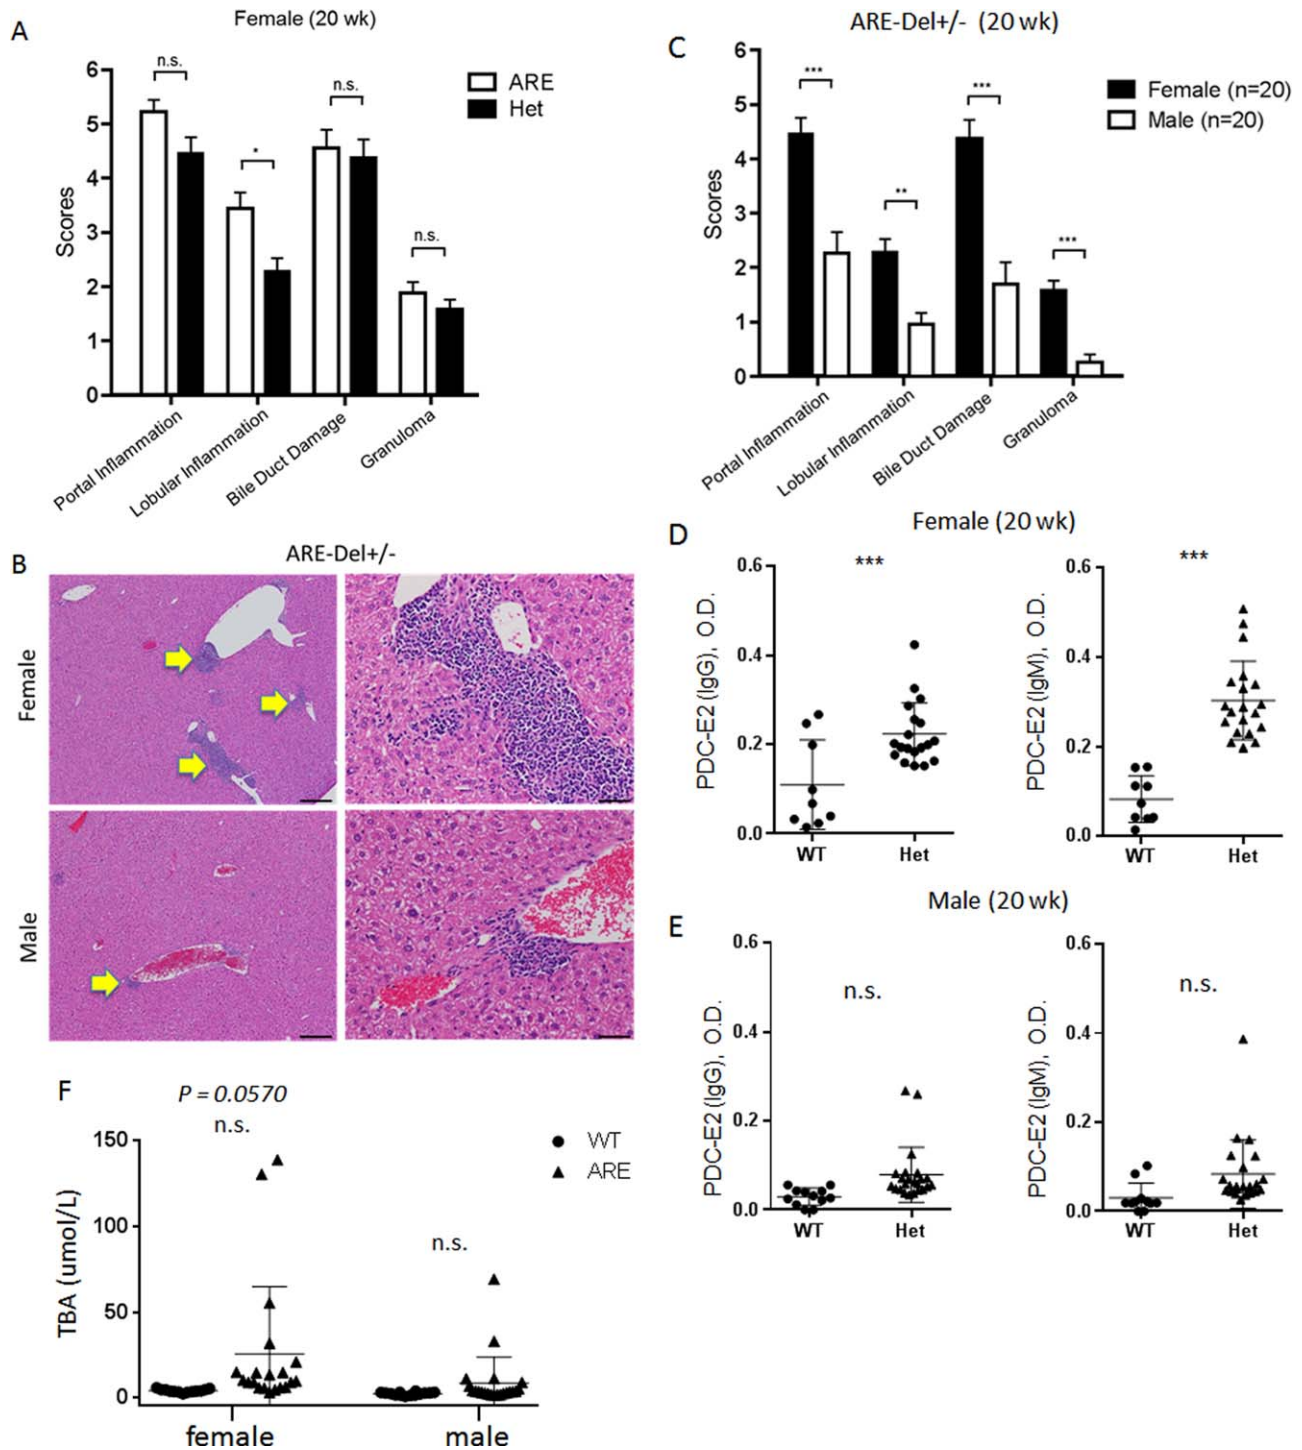 A
Female (20 wk)
n.s.
*
n.s.
n.s.
ARE
Het
Scores
6
5
4
3
2
1
0
Portal Inflammation
Lobular Inflammation
Bile Duct Damage
Granuloma
C
ARE-Del+/- (20 wk)
***
**
***
***
Female (n=20)
Male (n=20)
Scores
6
5
4
3
2
1
0
Portal Inflammation
Lobular Inflammation
Bile Duct Damage
Granuloma
B
ARE-Del+/-
Female
Male
D
Female (20 wk)
***
PDC-E2 (IgG), O.D.
0.6
0.4
0.2
0.0
WT Het
***
PDC-E2 (IgM), O.D.
0.6
0.4
0.2
0.0
WT Het
E
Male (20 wk)
n.s.
PDC-E2 (IgG), O.D.
0.6
0.4
0.2
0.0
WT Het
n.s.
PDC-E2 (IgM), O.D.
0.6
0.4
0.2
0.0
WT Het
F
P = 0.0570
n.s.
n.s.
WT
ARE
TBA (umol/L)
150
100
50
0
female male